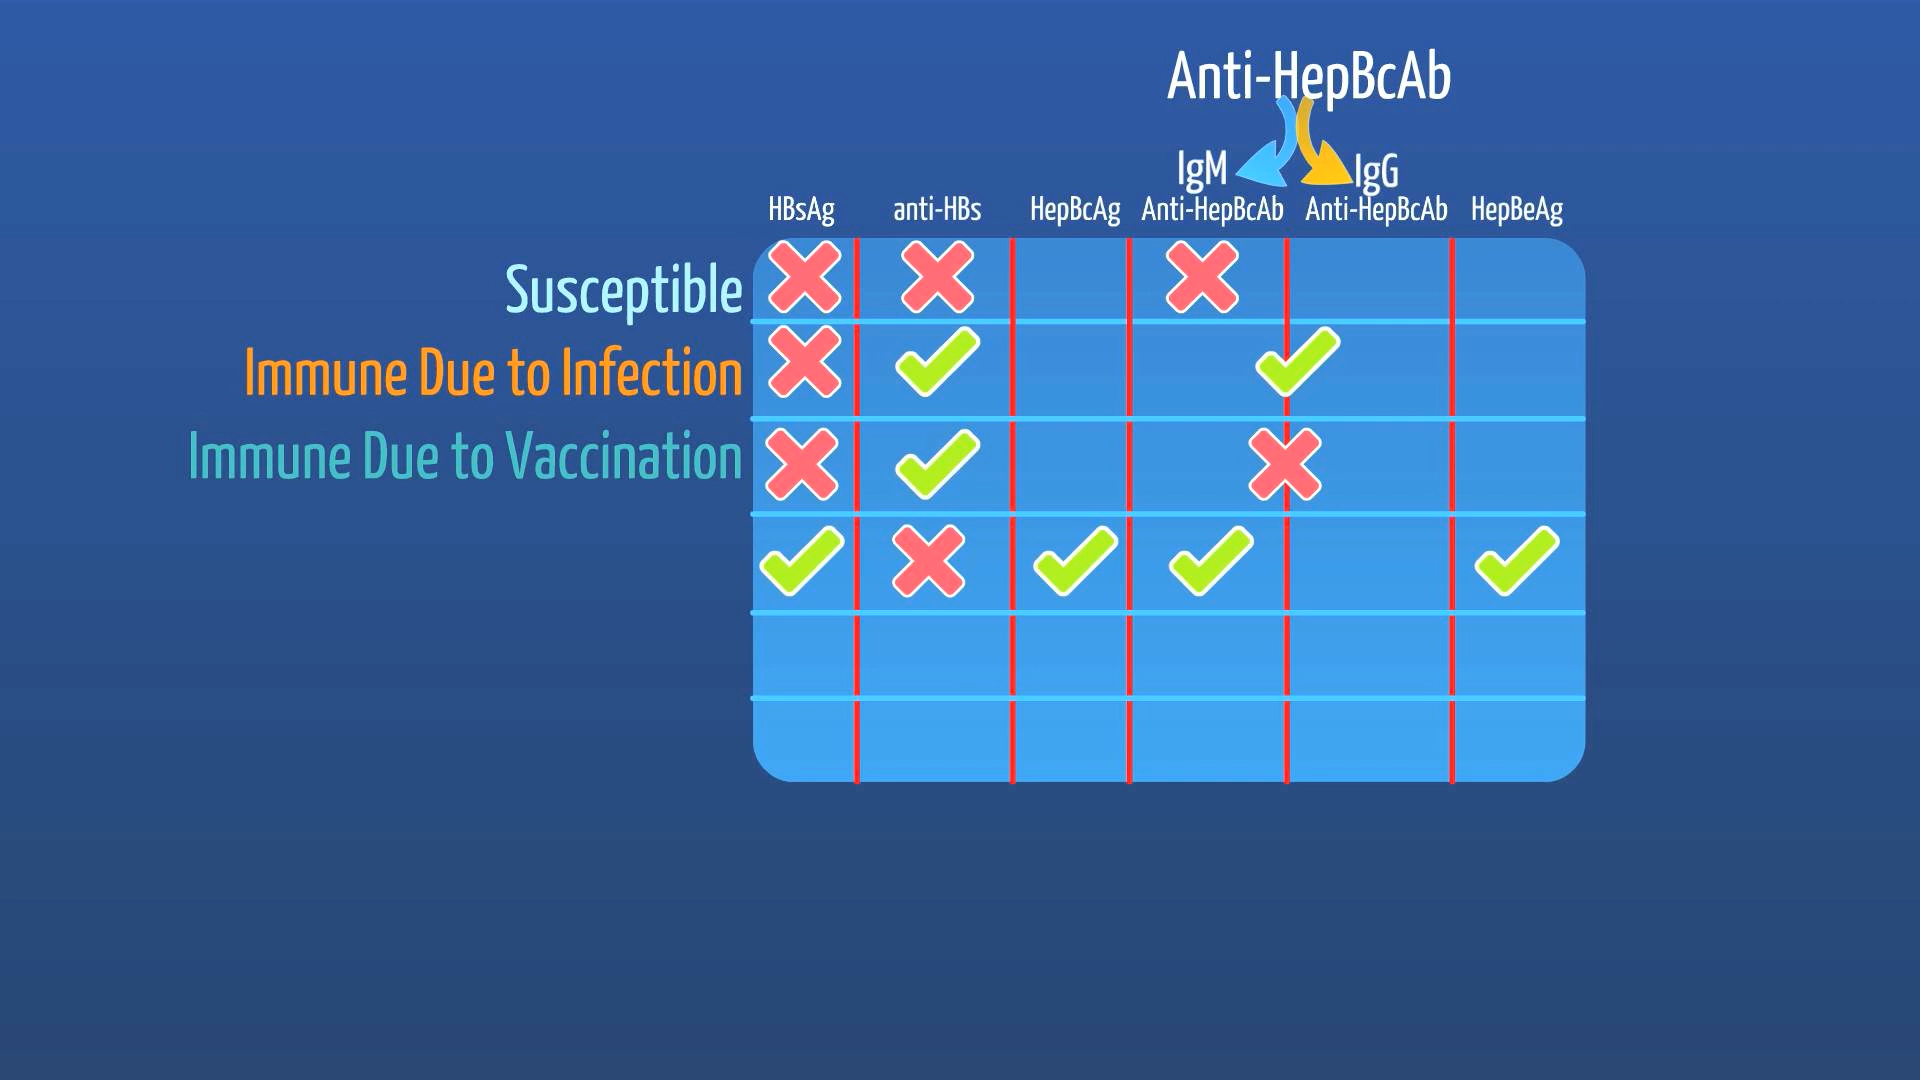 Anti-HepBcAb
IgM IgG
HBsAg anti-HBs HepBcAg Anti-HepBcAb Anti-HepBcAb HepBeAg
Susceptible
Immune Due to Infection
Immune Due to Vaccination